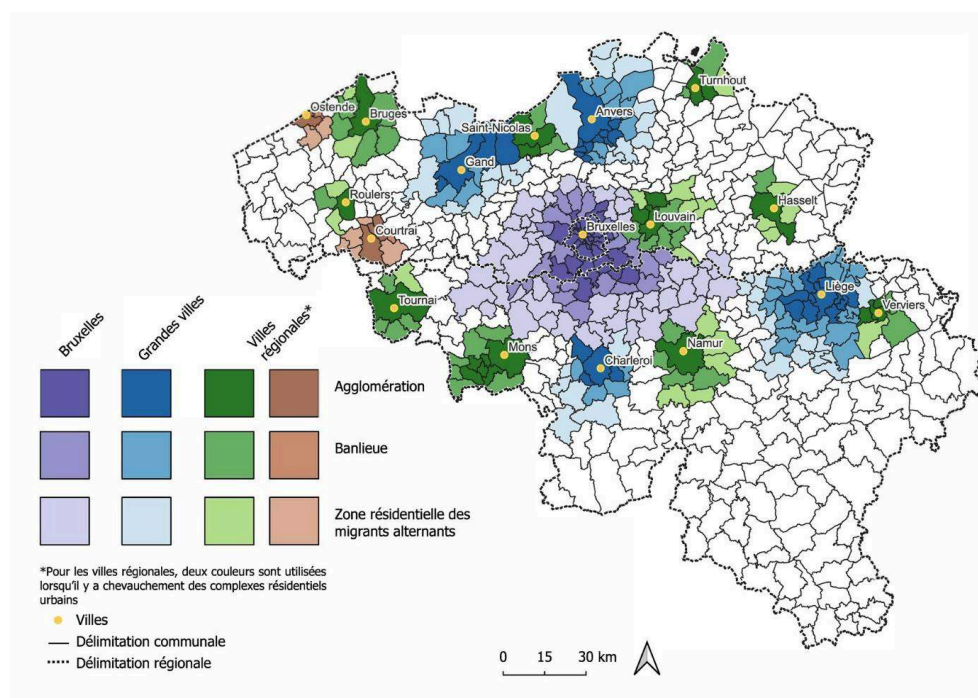 Turnhout
Ostende
Bruges
Anvers
Saint-Nicolas
Gand
Roulers
Hasselt
Louvain
Bruxelles
Courtrai
Liège
Tournai
Verviers
Mons
Namur
Charleroi
Bruxelles
Grandes villes
Villes
régionales*
Agglomération
Banlieue
Zone résidentielle des
migrants alternants
*Pour les villes régionales, deux couleurs sont utilisées
lorsqu'il y a chevauchement des complexes résidentiels
urbains
Villes
Délimitation communale
Délimitation régionale
0 15 30 km